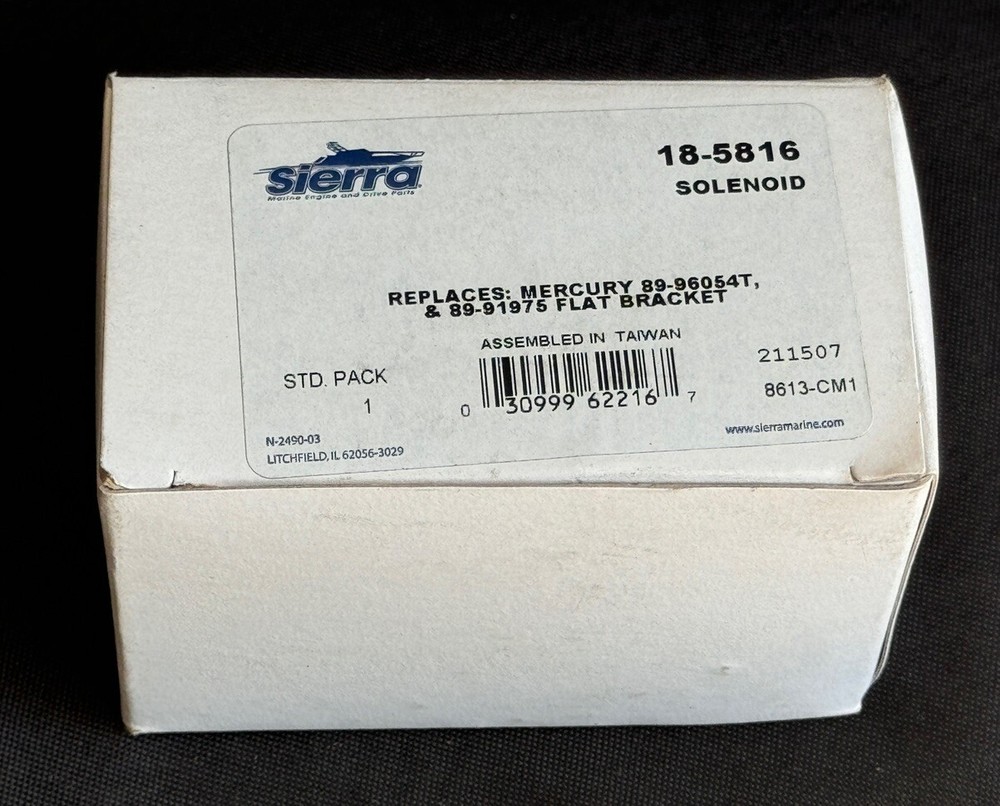 sierra
Marine Engine and Drive Parts
18-5816
SOLENOID
REPLACES: MERCURY 89-96054T,
& 89-91975 FLAT BRACKET
ASSEMBLED IN TAIWAN
STD. PACK
1
0 30999 62216 7
211507
8613-CM1
N-2490-03
LITCHFIELD, IL 62056-3029
www.sierramarine.com